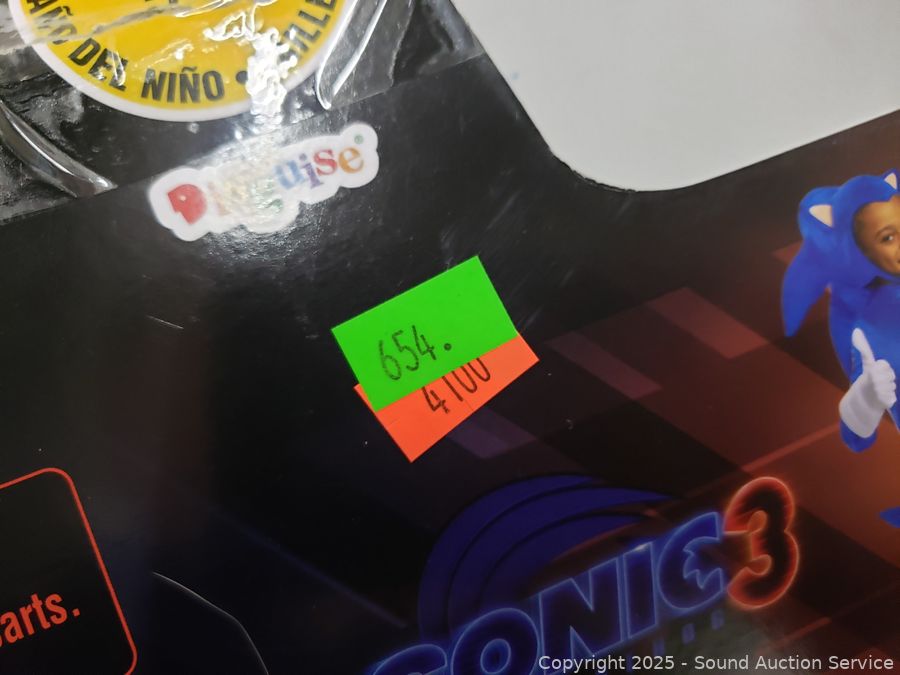 AÑO DEL NIÑO •
Disguise
654.
4100
arts.
SONIC 3
Copyright 2025 - Sound Auction Service